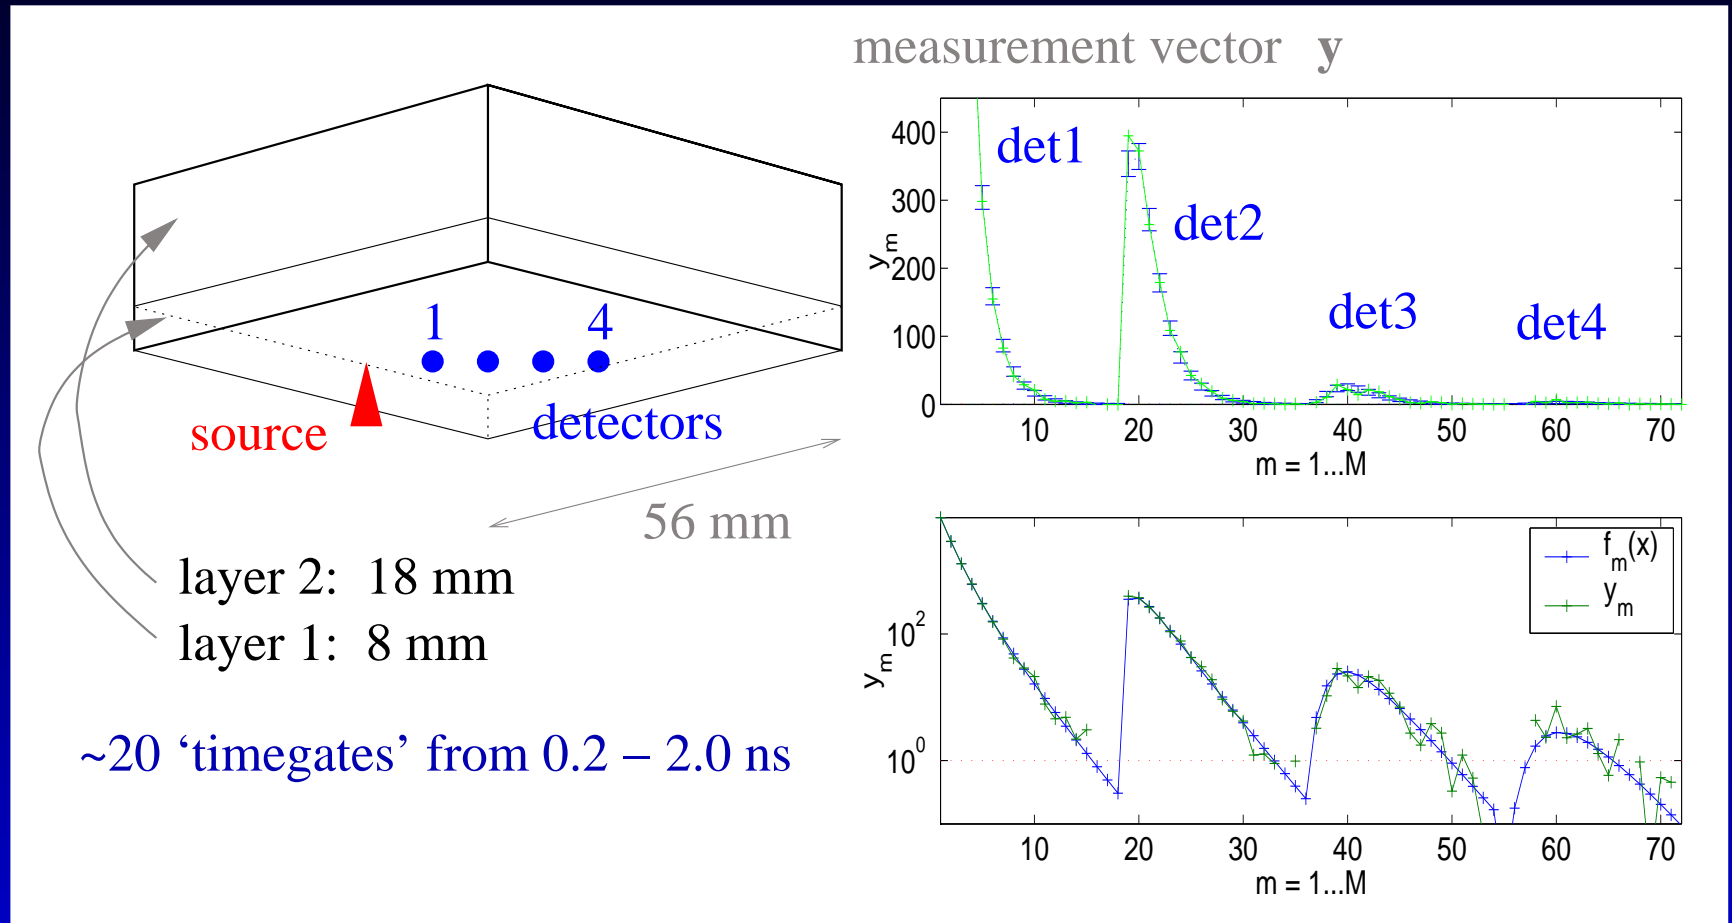 measurement vector y
1
4
source
detectors
56 mm
layer 2: 18 mm
layer 1: 8 mm
~20 ‘timegates’ from 0.2 – 2.0 ns
400
300
200
100
0
y_m
det1
det2
det3
det4
10 20 30 40 50 60 70
m = 1...M
f_m(x)
y_m
10^2
10^0
y_m
10 20 30 40 50 60 70
m = 1...M